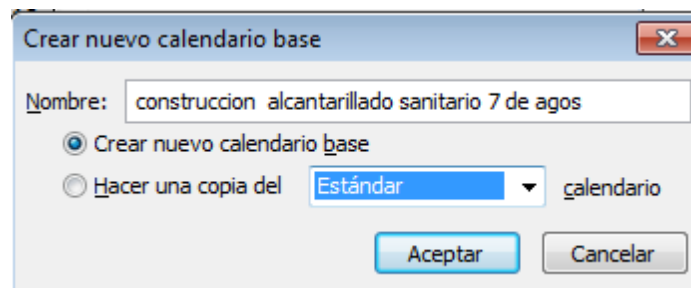 Crear nuevo calendario base
Nombre: construccion alcantarillado sanitario 7 de agos
Crear nuevo calendario base
Hacer una copia del Estándar calendario
Aceptar Cancelar